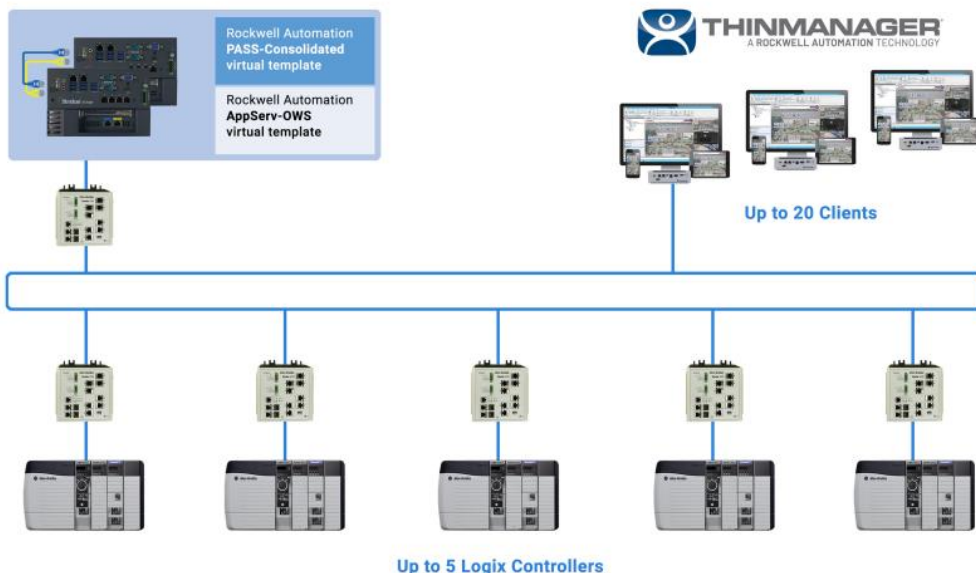 Rockwell Automation
PASS-Consolidated
virtual template
Rockwell Automation
AppServ-OWS
virtual template
THINMANAGER
A ROCKWELL AUTOMATION TECHNOLOGY
Up to 20 Clients
Up to 5 Logix Controllers